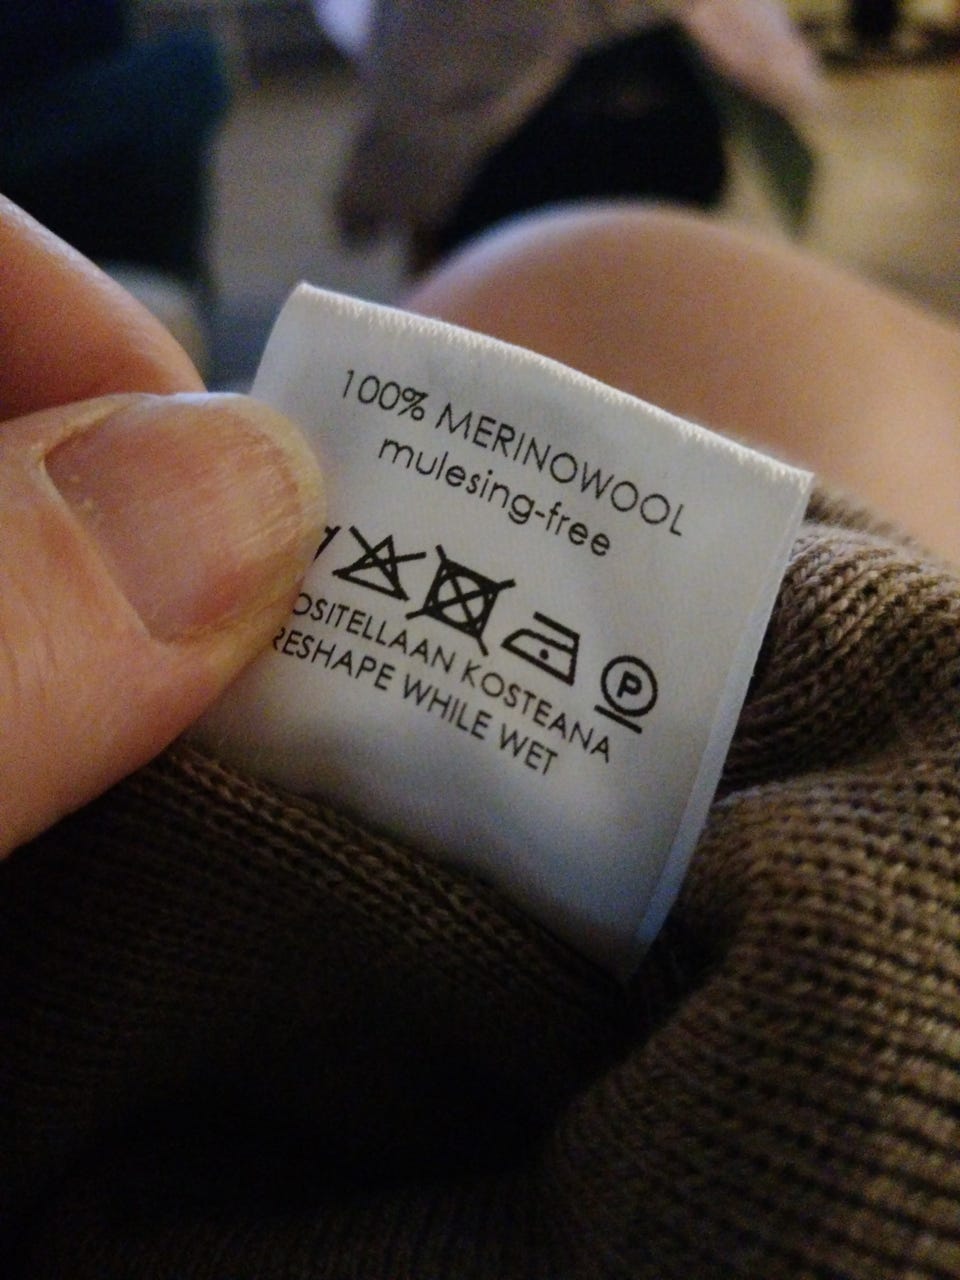 100% MERINOWOOL
mulesing-free
P
OSITELLAAN KOSTEANA
RESHAPE WHILE WET